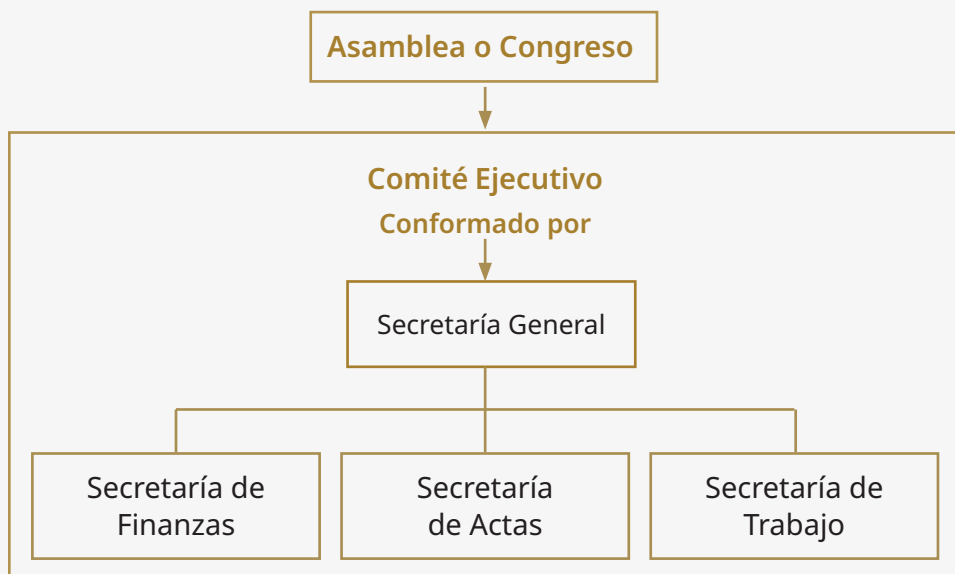 Asamblea o Congreso
Comité Ejecutivo
Conformado por
Secretaría General
Secretaría de
Finanzas
Secretaría
de Actas
Secretaría de
Trabajo